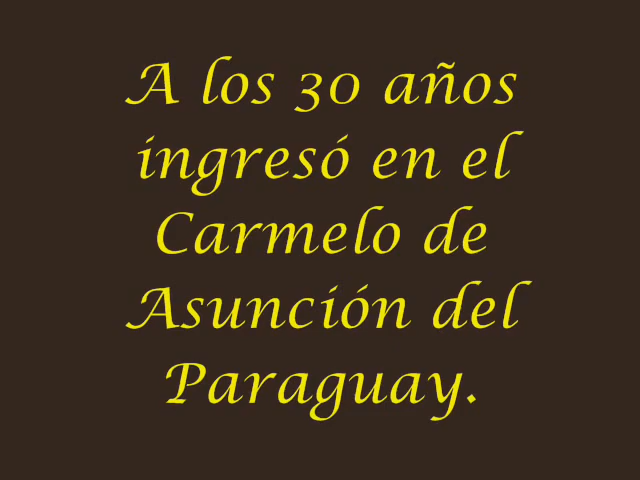 A los 30 años
ingresó en el
Carmelo de
Asunción del
Paraguay.